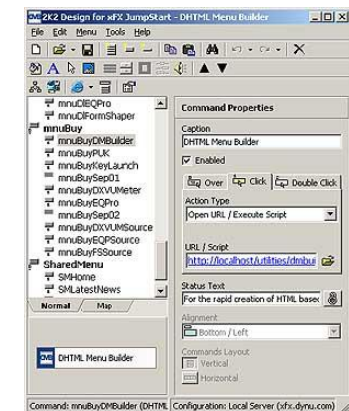 2K2 Design for xFX JumpStart - DHTML Menu Builder
File Edit Menu Tools Help
mnuDlEQPro
mnuDlFormShaper
mnuBuy
mnuBuyDMBuilder
mnuBuyPUK
mnuBuyKeyLaunch
mnuBuySep01
mnuBuyDXVUMeter
mnuBuyEQPro
mnuBuySep02
mnuBuyDXVUMSource
mnuBuyEQPSource
mnuBuyFSSource
SharedMenu
SMHome
SMLatestNews
Normal Map
DMB DHTML Menu Builder
Command Properties
Caption
DHTML Menu Builder
Enabled
Over Click Double Click
Action Type
Open URL / Execute Script
URL / Script
http://localhost/utilities/dmbui
Status Text
For the rapid creation of HTML based
Alignment
Bottom / Left
Commands Layout
Vertical
Horizontal
Command: mnuBuyDMBuilder (DHTML Configuration: Local Server (xfx.dynu.com)